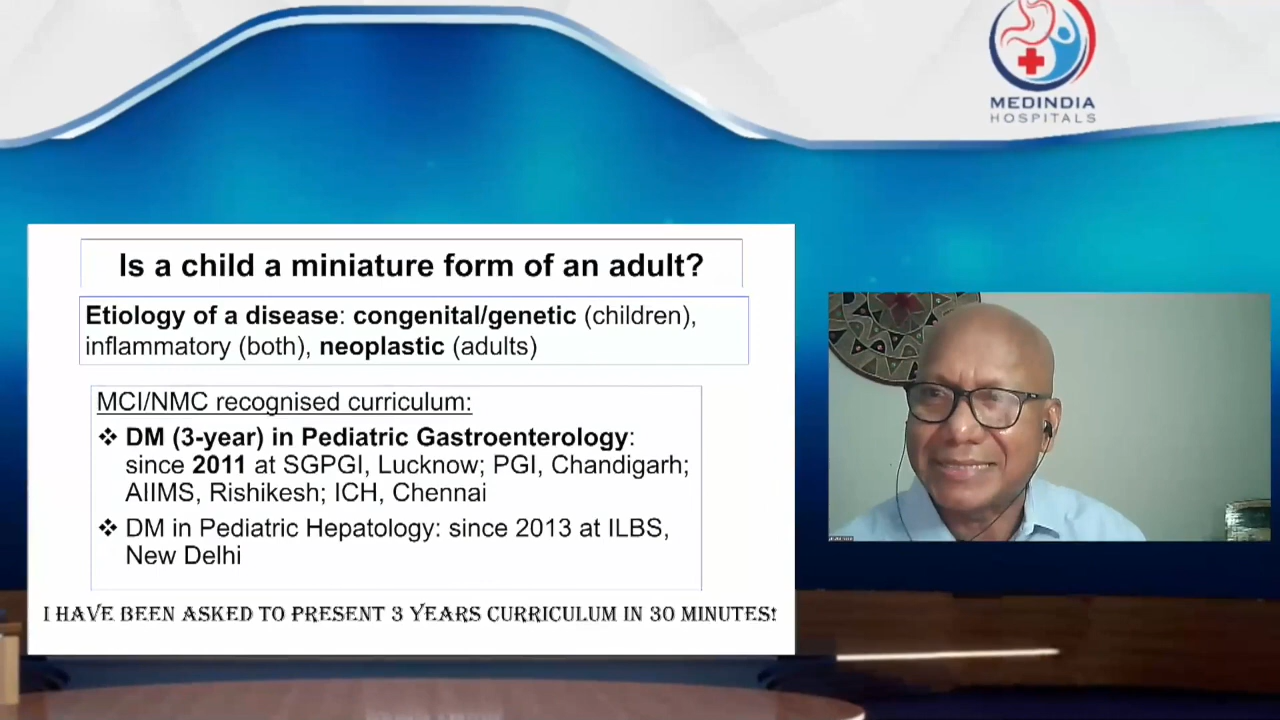 MEDINDIA
HOSPITALS
Is a child a miniature form of an adult?
Etiology of a disease: congenital/genetic (children),
inflammatory (both), neoplastic (adults)
MCI/NMC recognised curriculum:
❖ DM (3-year) in Pediatric Gastroenterology:
since 2011 at SGPGI, Lucknow; PGI, Chandigarh;
AIIMS, Rishikesh; ICH, Chennai
❖ DM in Pediatric Hepatology: since 2013 at ILBS,
New Delhi
I HAVE BEEN ASKED TO PRESENT 3 YEARS CURRICULUM IN 30 MINUTES!